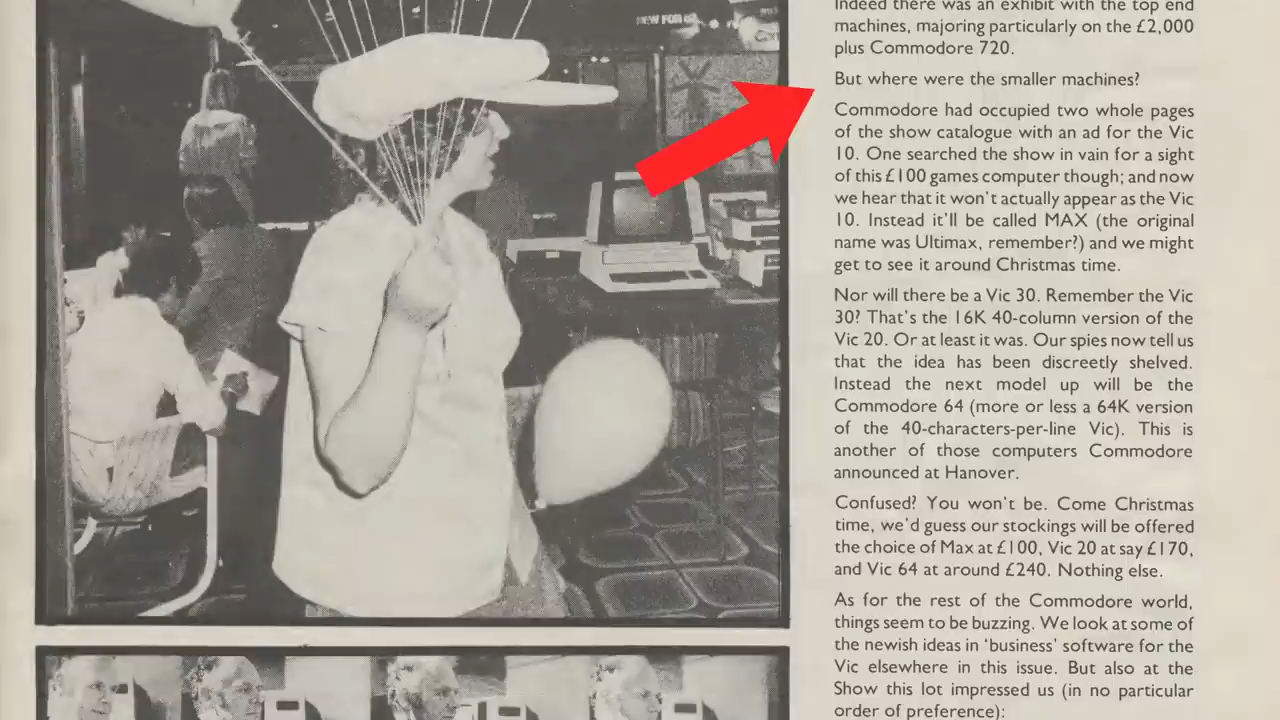 NEW FOR
Indeed there was an exhibit with the top end
machines, majoring particularly on the £2,000
plus Commodore 720.
But where were the smaller machines?
Commodore had occupied two whole pages
of the show catalogue with an ad for the Vic
10. One searched the show in vain for a sight
of this £100 games computer though; and now
we hear that it won't actually appear as the Vic
10. Instead it'll be called MAX (the original
name was Ultimax, remember?) and we might
get to see it around Christmas time.
Nor will there be a Vic 30. Remember the Vic
30? That's the 16K 40-column version of the
Vic 20. Or at least it was. Our spies now tell us
that the idea has been discreetly shelved.
Instead the next model up will be the
Commodore 64 (more or less a 64K version
of the 40-characters-per-line Vic). This is
another of those computers Commodore
announced at Hanover.
Confused? You won't be. Come Christmas
time, we'd guess our stockings will be offered
the choice of Max at £100, Vic 20 at say £170,
and Vic 64 at around £240. Nothing else.
As for the rest of the Commodore world,
things seem to be buzzing. We look at some of
the newish ideas in 'business' software for the
Vic elsewhere in this issue. But also at the
Show this lot impressed us (in no particular
order of preference):